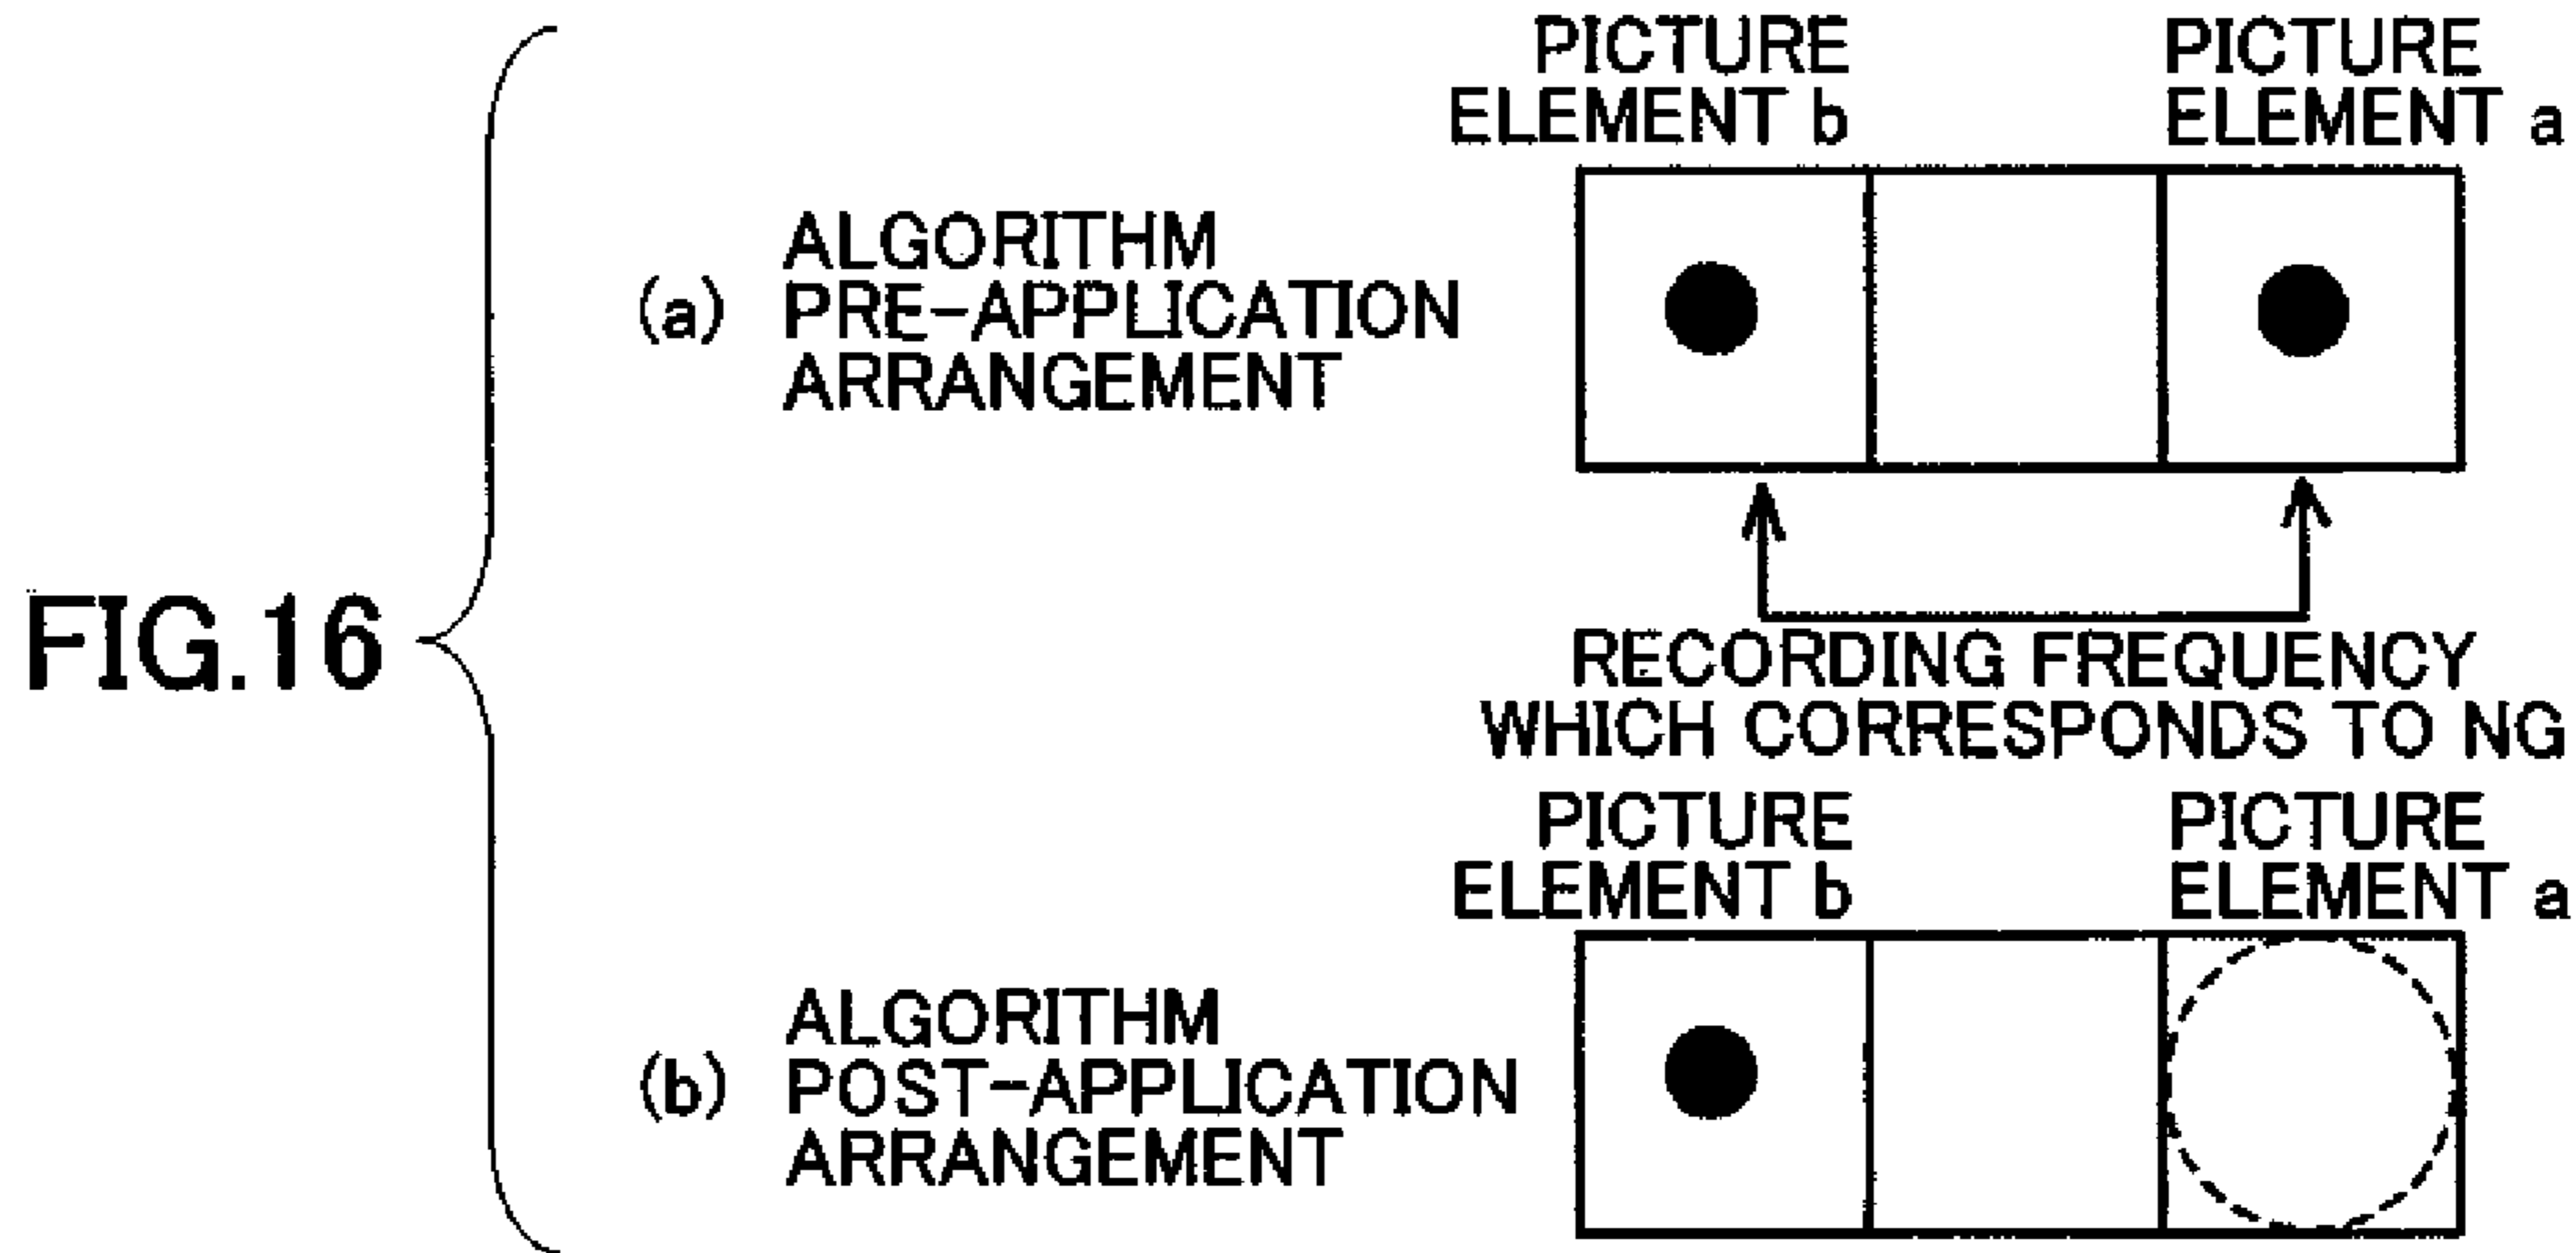 FIG.16
(a) ALGORITHM
PRE-APPLICATION
ARRANGEMENT
PICTURE
ELEMENT b
PICTURE
ELEMENT a
RECORDING FREQUENCY
WHICH CORRESPONDS TO NG
(b) ALGORITHM
POST-APPLICATION
ARRANGEMENT
PICTURE
ELEMENT b
PICTURE
ELEMENT a